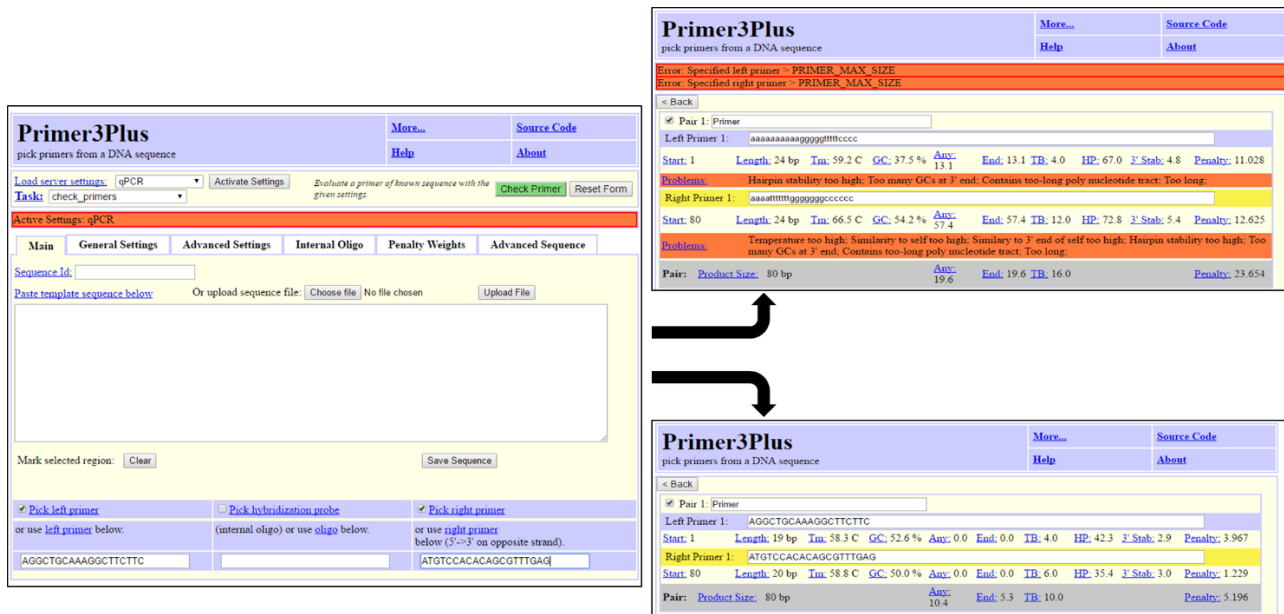 Primer3Plus
pick primers from a DNA sequence
More... Source Code
Help About
Load server settings: qPCR Activate Settings
Task: check_primers
Evaluate a primer of known sequence with the
given settings.
Check Primer Reset Form
Active Settings: qPCR
Main General Settings Advanced Settings Internal Oligo Penalty Weights Advanced Sequence
Sequence Id:
Paste template sequence below Or upload sequence file: Choose file No file chosen Upload File
Mark selected region: Clear Save Sequence
Pick left primer Pick hybridization probe Pick right primer
or use left primer below. (internal oligo) or use oligo below. or use right primer
below (5'->3' on opposite strand).
AGGCTGCAAAGGCTTCTTC ATGTCCACACAGCGTTTGAG
Primer3Plus
pick primers from a DNA sequence
More... Source Code
Help About
Error: Specified left primer > PRIMER_MAX_SIZE
Error: Specified right primer > PRIMER_MAX_SIZE
< Back
Pair 1: Primer
Left Primer 1: aaaaaaaaaagggggtttttcccc
Start: 1 Length: 24 bp Tm: 59.2 C GC: 37.5 % Any: 13.1 End: 13.1 TB: 4.0 HP: 67.0 3' Stab: 4.8 Penalty: 11.028
Problems: Hairpin stability too high; Too many GCs at 3' end; Contains too-long poly nucleotide tract; Too long;
Right Primer 1: aaaatttttttgggggggcccccc
Start: 80 Length: 24 bp Tm: 66.5 C GC: 54.2 % Any: 57.4 End: 57.4 TB: 12.0 HP: 72.8 3' Stab: 5.4 Penalty: 12.625
Problems: Temperature too high; Similarity to self too high; Similary to 3' end of self too high; Hairpin stability too high; Too
many GCs at 3' end; Contains too-long poly nucleotide tract; Too long;
Pair: Product Size: 80 bp Any: 19.6 End: 19.6 TB: 16.0 Penalty: 23.654
Primer3Plus
pick primers from a DNA sequence
More... Source Code
Help About
< Back
Pair 1: Primer
Left Primer 1: AGGCTGCAAAGGCTTCTTC
Start: 1 Length: 19 bp Tm: 58.3 C GC: 52.6 % Any: 0.0 End: 0.0 TB: 4.0 HP: 42.3 3' Stab: 2.9 Penalty: 3.967
Right Primer 1: ATGTCCACACAGCGTTTGAG
Start: 80 Length: 20 bp Tm: 58.8 C GC: 50.0 % Any: 0.0 End: 0.0 TB: 6.0 HP: 35.4 3' Stab: 3.0 Penalty: 1.229
Pair: Product Size: 80 bp Any: 10.4 End: 5.3 TB: 10.0 Penalty: 5.196